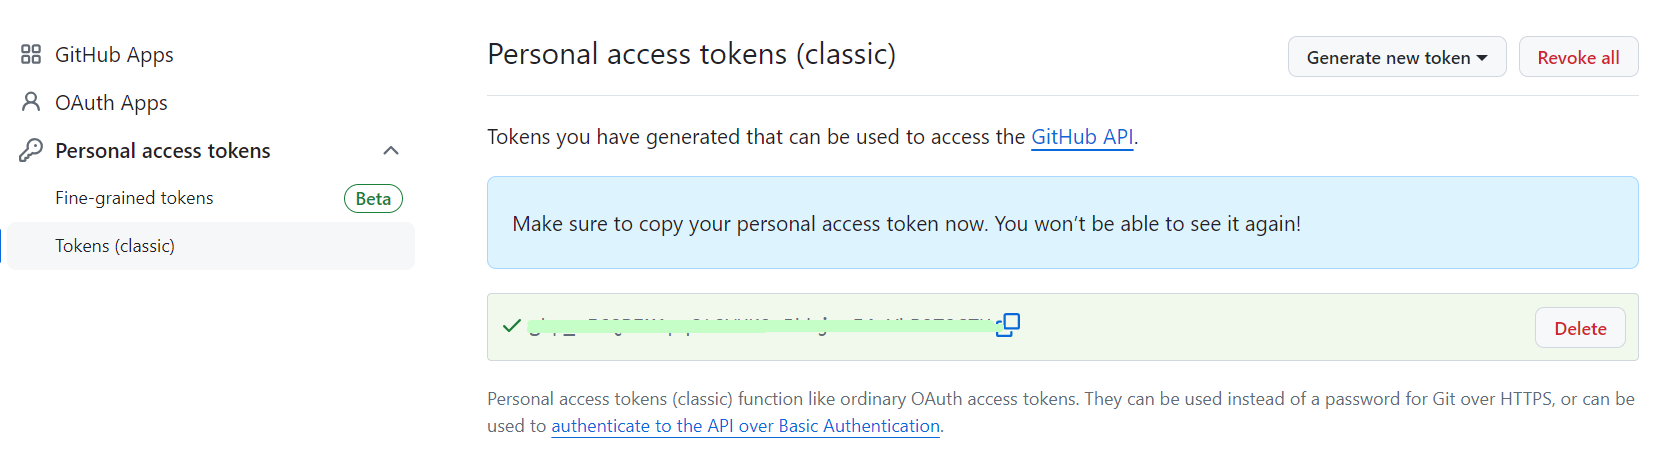 GitHub Apps
OAuth Apps
Personal access tokens
Fine-grained tokens Beta
Tokens (classic)
Personal access tokens (classic)
Generate new token
Revoke all
Tokens you have generated that can be used to access the GitHub API.
Make sure to copy your personal access token now. You won’t be able to see it again!
Delete
Personal access tokens (classic) function like ordinary OAuth access tokens. They can be used instead of a password for Git over HTTPS, or can be
used to authenticate to the API over Basic Authentication.